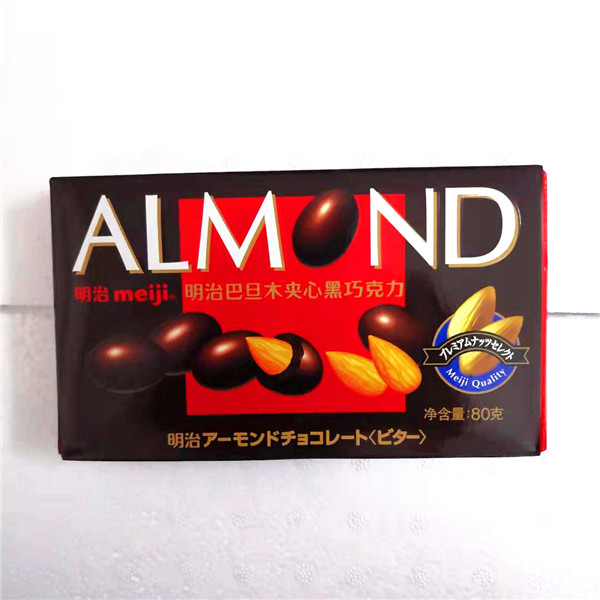 ALMOND
明治 meiji®
明治巴旦木夹心黑巧克力
プレミアムナッツセレクト
Meiji Quality
净含量:80克
明治アーモンドチョコレート〈ビター〉